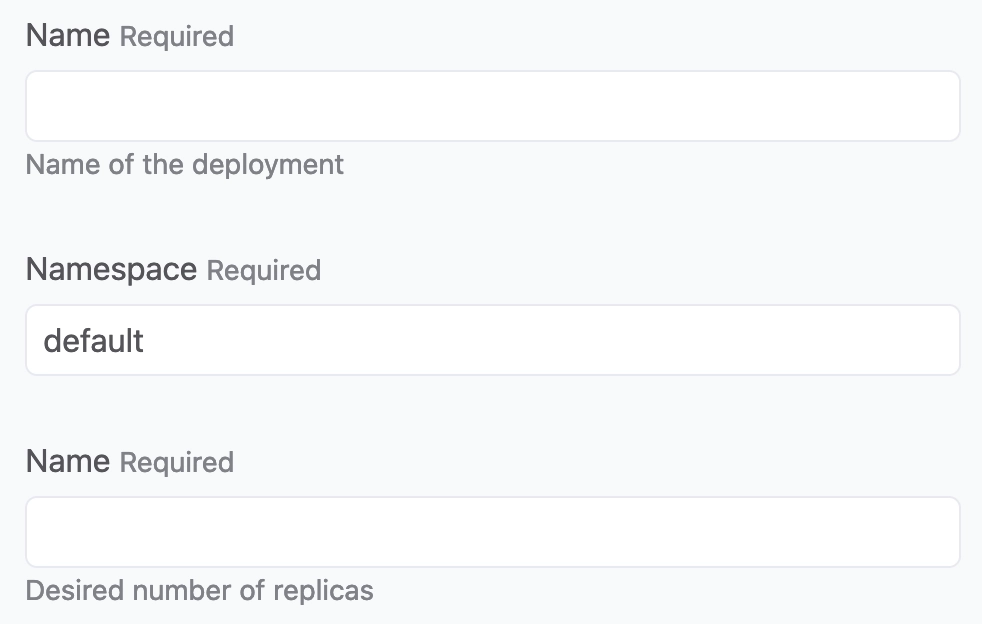 Name Required
Name of the deployment
Namespace Required
default
Name Required
Desired number of replicas